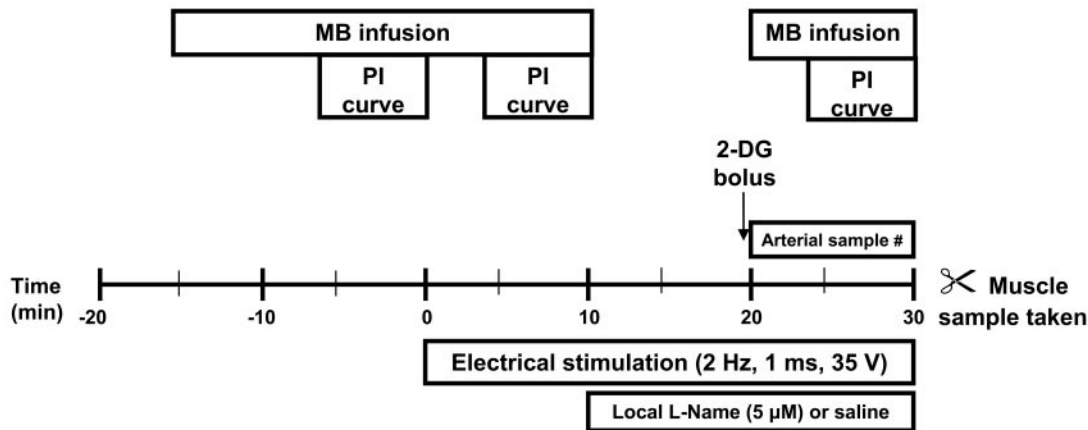 MB infusion
MB infusion
PI
curve
PI
curve
PI
curve
2-DG
bolus
Arterial sample #
Time
(min)
-20
-10
0
10
20
30
Muscle
sample taken
Electrical stimulation (2 Hz, 1 ms, 35 V)
Local L-Name (5 µM) or saline